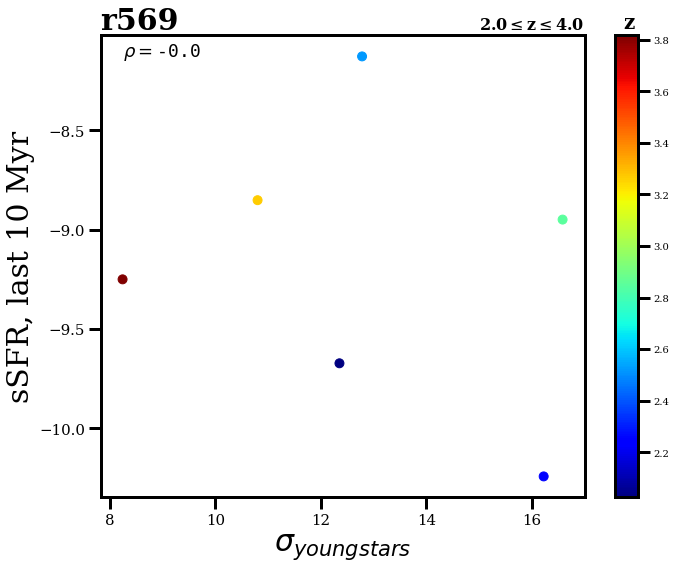 r569
2.0 ≤ z ≤ 4.0
z
ρ = -0.0
3.8
3.6
3.4
3.2
3.0
2.8
2.6
2.4
2.2
−8.5
−9.0
−9.5
−10.0
sSFR, last 10 Myr
8 10 12 14 16
σyoungstars